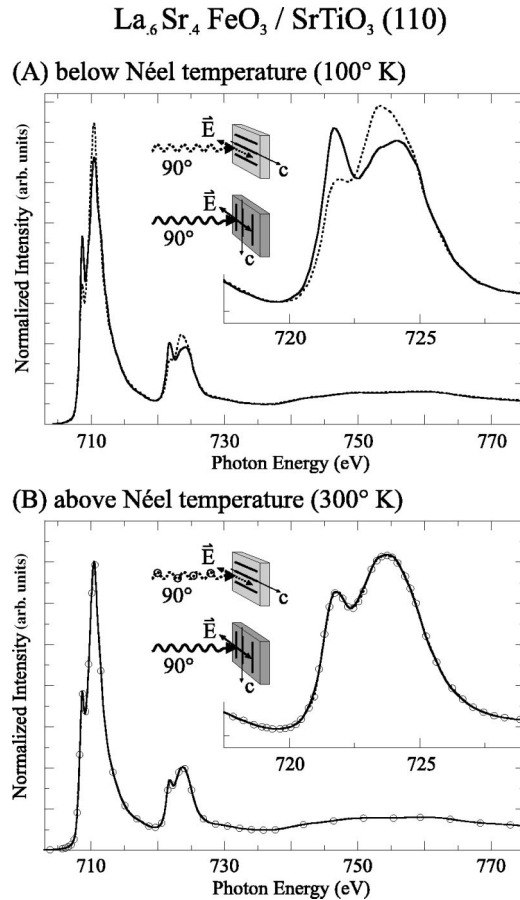 La.6Sr.4 FeO3 / SrTiO3 (110)
(A) below Néel temperature (100° K)
Normalized Intensity (arb. units)
E
90°
c
E
90°
c
720
725
710
730
750
770
Photon Energy (eV)
(B) above Néel temperature (300° K)
Normalized Intensity (arb. units)
E
90°
c
E
90°
c
720
725
710
730
750
770
Photon Energy (eV)